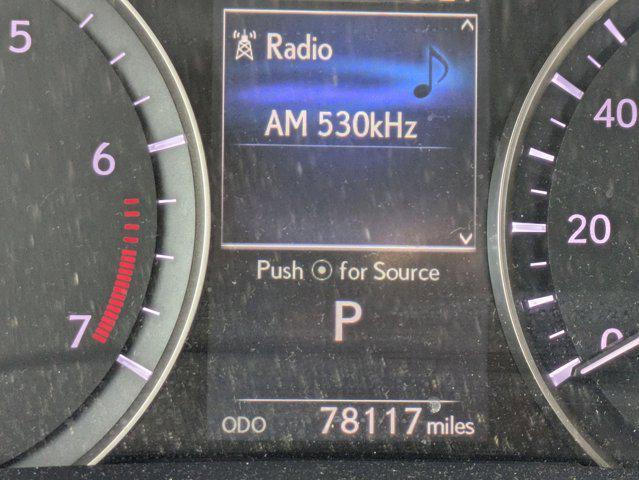 Radio
AM 530kHz
Push for Source
P
ODO 78117 miles
5
6
7
40
20
0